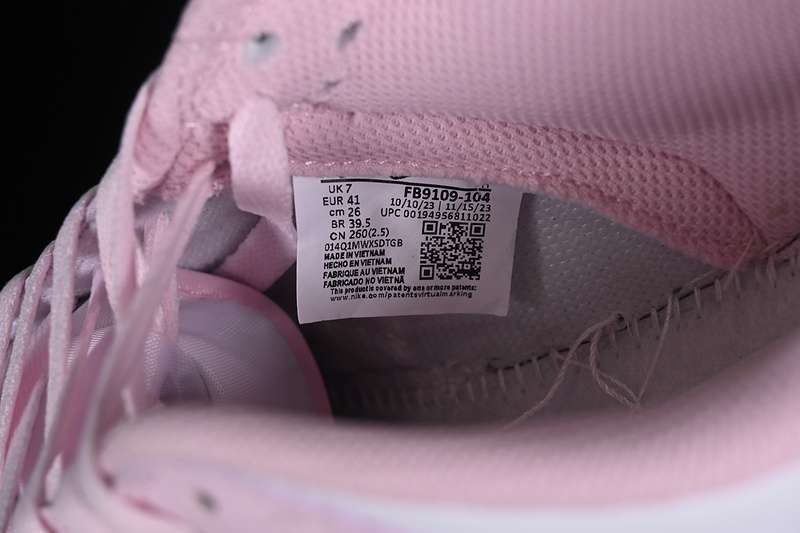 UK 7 FB9109-104
EUR 41 10/10/23 | 11/15/23
cm 26 UPC 00194956811022
BR 39.5
CN 260(2.5)
014Q1MWXSDTGB
MADE IN VIETNAM
HECHO EN VIETNAM
FABRIQUE AU VIETNAM
FABRICADO NO VIETNÃ
This product is covered by one or more patents:
www.nike.com/patentsvirtualmarking